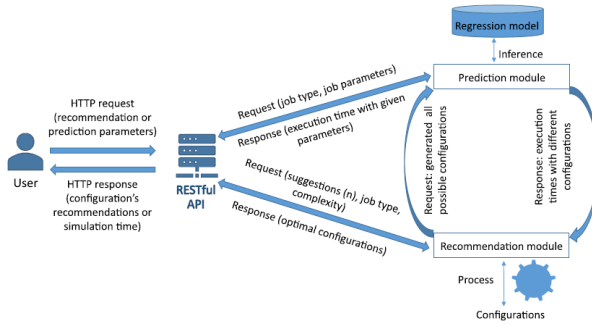 Regression model
Inference
Prediction module
HTTP request
(recommendation or
prediction parameters)
Request (job type, job parameters)
Response (execution time with given
parameters)
Request: generated all
possible configurations
Response: execution
times with different
configurations
User
HTTP response
(configuration's
recommendations or
simulation time)
RESTful
API
Request (suggestions (n), job type,
complexity)
Response (optimal configurations)
Recommendation module
Process
Configurations